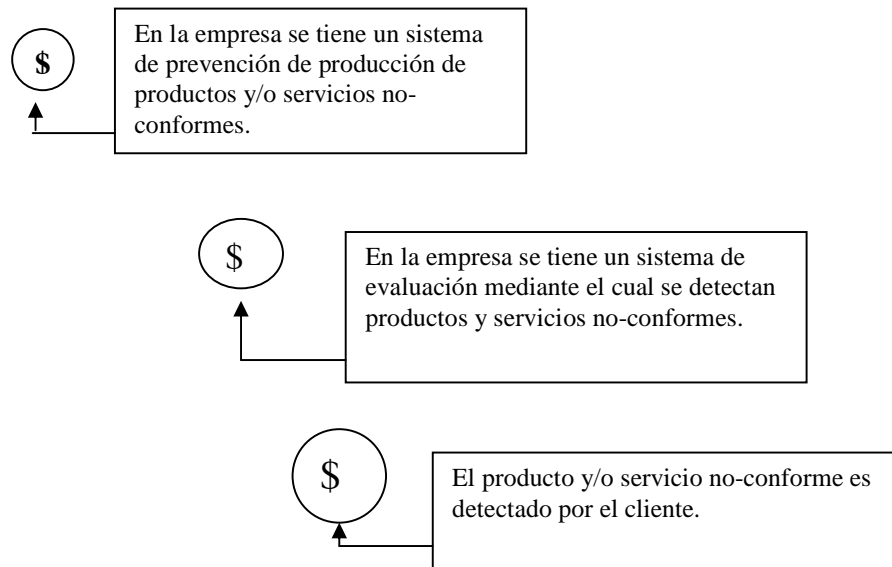 $
En la empresa se tiene un sistema
de prevención de producción de
productos y/o servicios no-
conformes.
$
En la empresa se tiene un sistema de
evaluación mediante el cual se detectan
productos y servicios no-conformes.
$
El producto y/o servicio no-conforme es
detectado por el cliente.